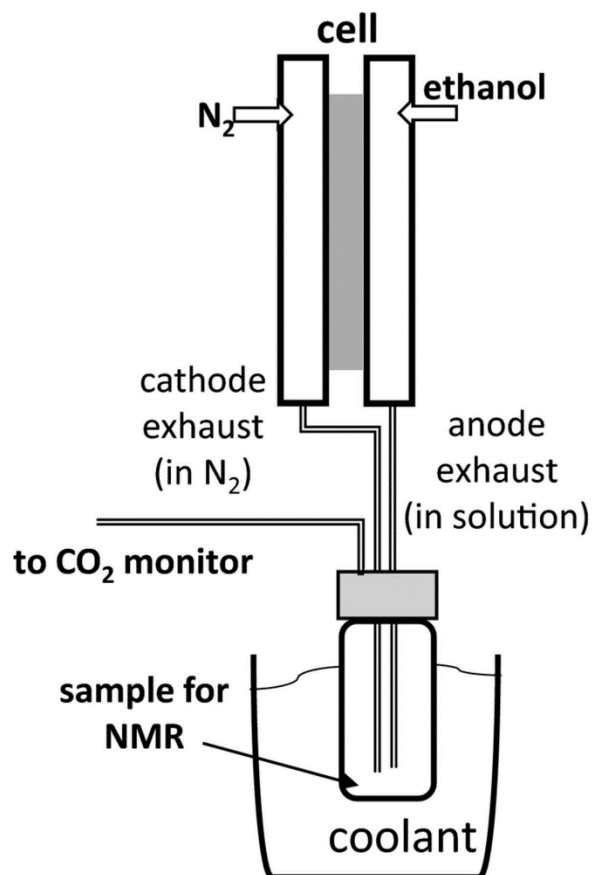 cell
N₂
ethanol
cathode
exhaust
(in N₂)
anode
exhaust
(in solution)
to CO₂ monitor
sample for
NMR
coolant